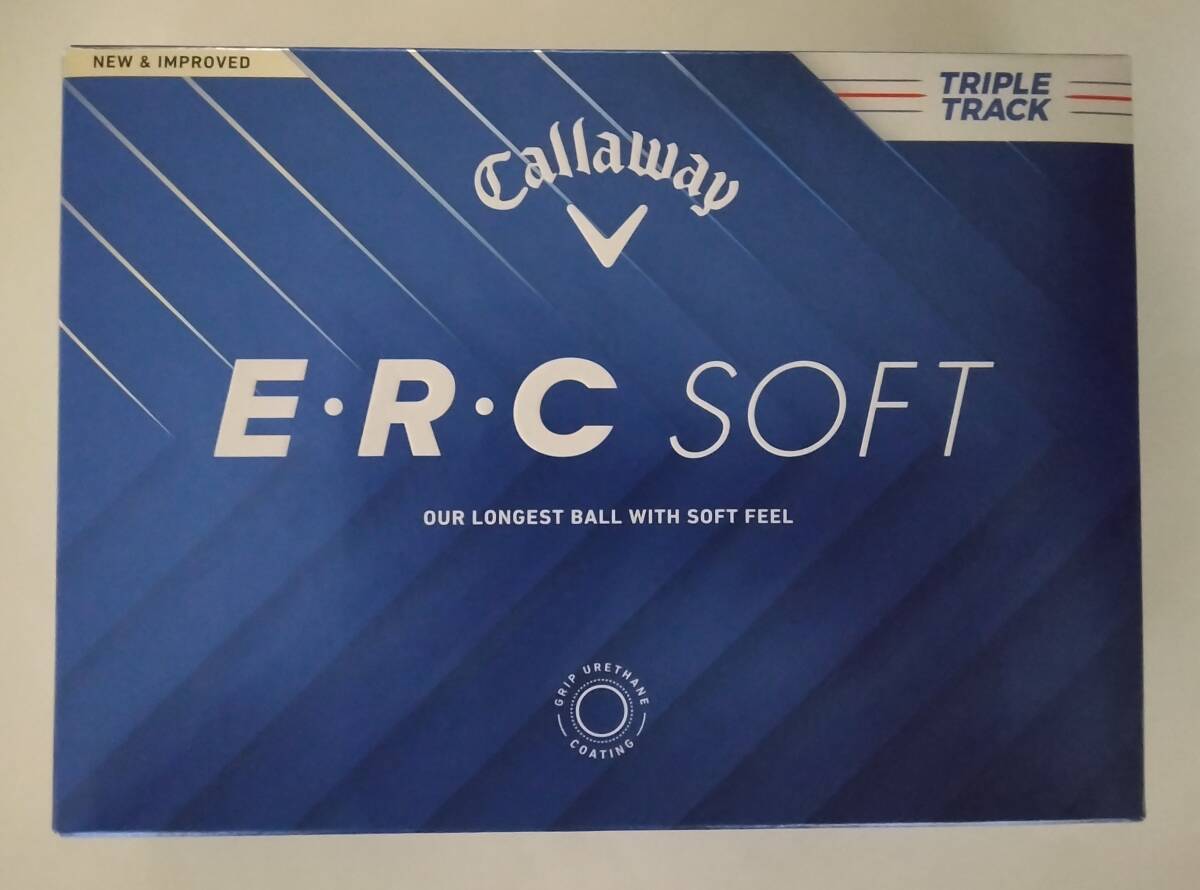 NEW & IMPROVED
TRIPLE
TRACK
Callaway
E·R·C SOFT
OUR LONGEST BALL WITH SOFT FEEL
GRIP URETHANE
COATING